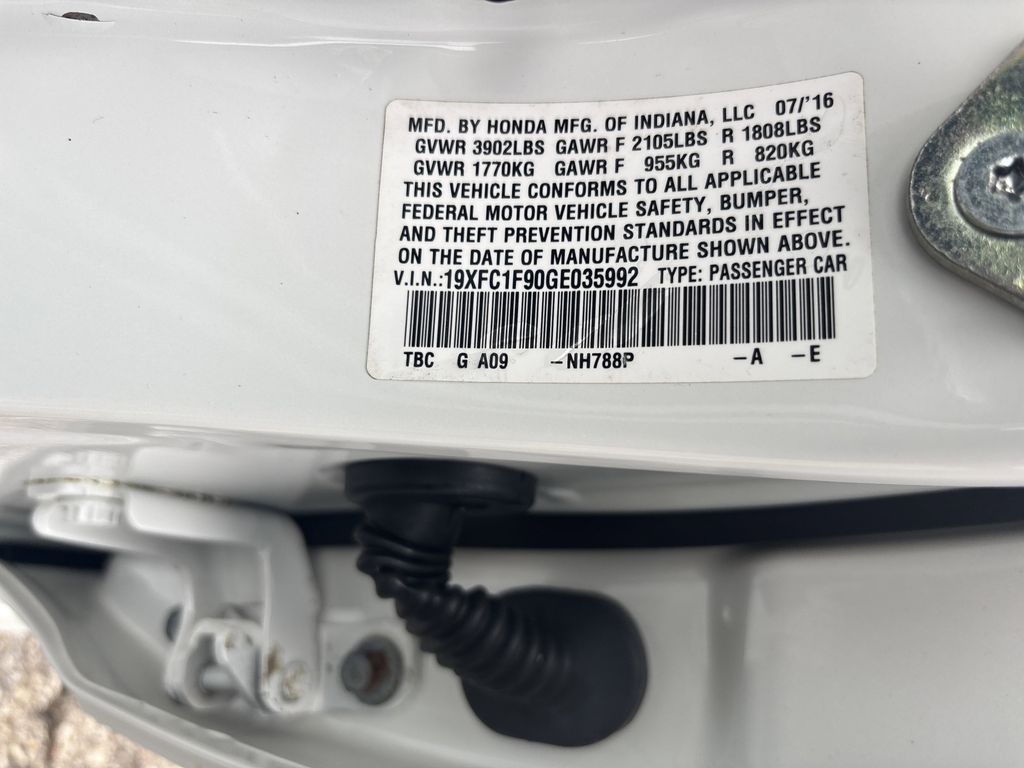 MFD. BY HONDA MFG. OF INDIANA, LLC 07/'16
GVWR 3902LBS GAWR F 2105LBS R 1808LBS
GVWR 1770KG GAWR F 955KG R 820KG
THIS VEHICLE CONFORMS TO ALL APPLICABLE
FEDERAL MOTOR VEHICLE SAFETY, BUMPER,
AND THEFT PREVENTION STANDARDS IN EFFECT
ON THE DATE OF MANUFACTURE SHOWN ABOVE.
V.I.N.:19XFC1F90GE035992 TYPE: PASSENGER CAR
TBC G A09 –NH788P –A –E